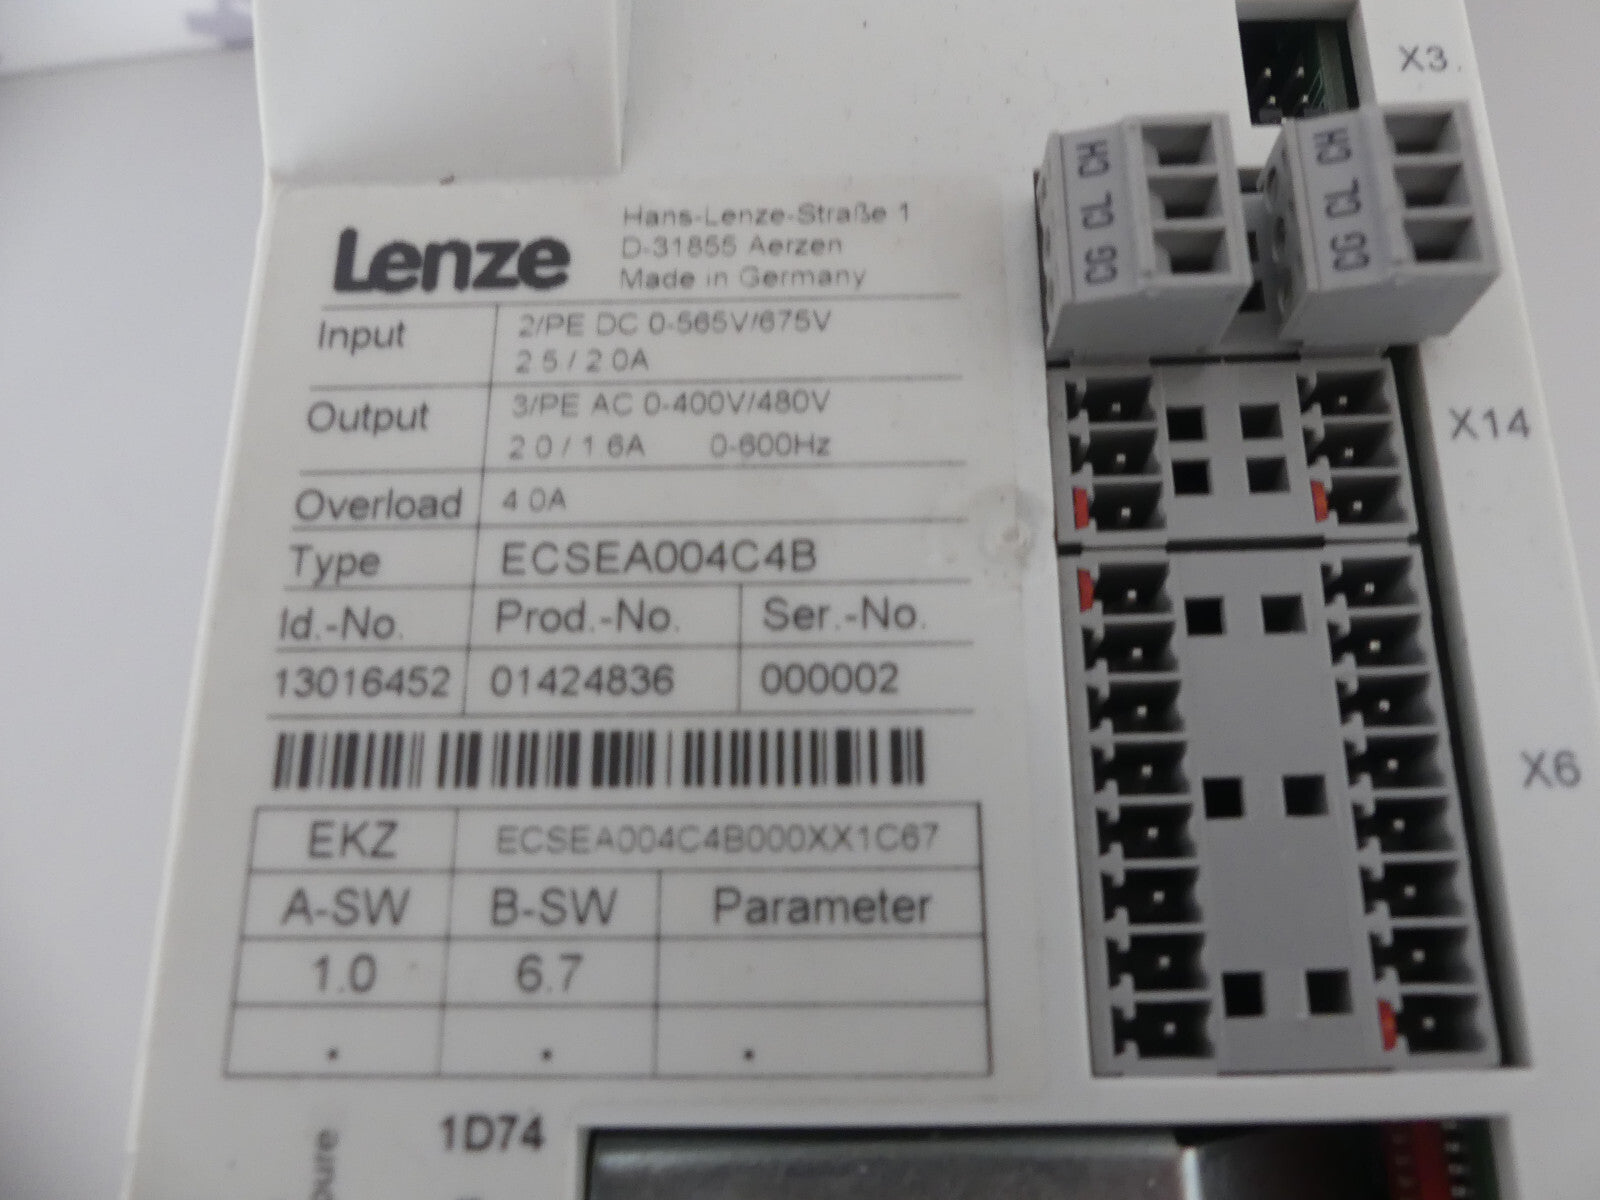 X3
CH CL CG
CH CL CG
Lenze
Hans-Lenze-Straße 1
D-31855 Aerzen
Made in Germany
Input
2/PE DC 0-565V/675V
2 5 / 2 0A
Output
3/PE AC 0-400V/480V
2 0 / 1 6A 0-600Hz
Overload 4 0A
Type ECSEA004C4B
Id.-No. Prod.-No. Ser.-No.
13016452 01424836 000002
EKZ ECSEA004C4B000XX1C67
A-SW B-SW Parameter
1.0 6.7
. . .
X14
X6
1D74